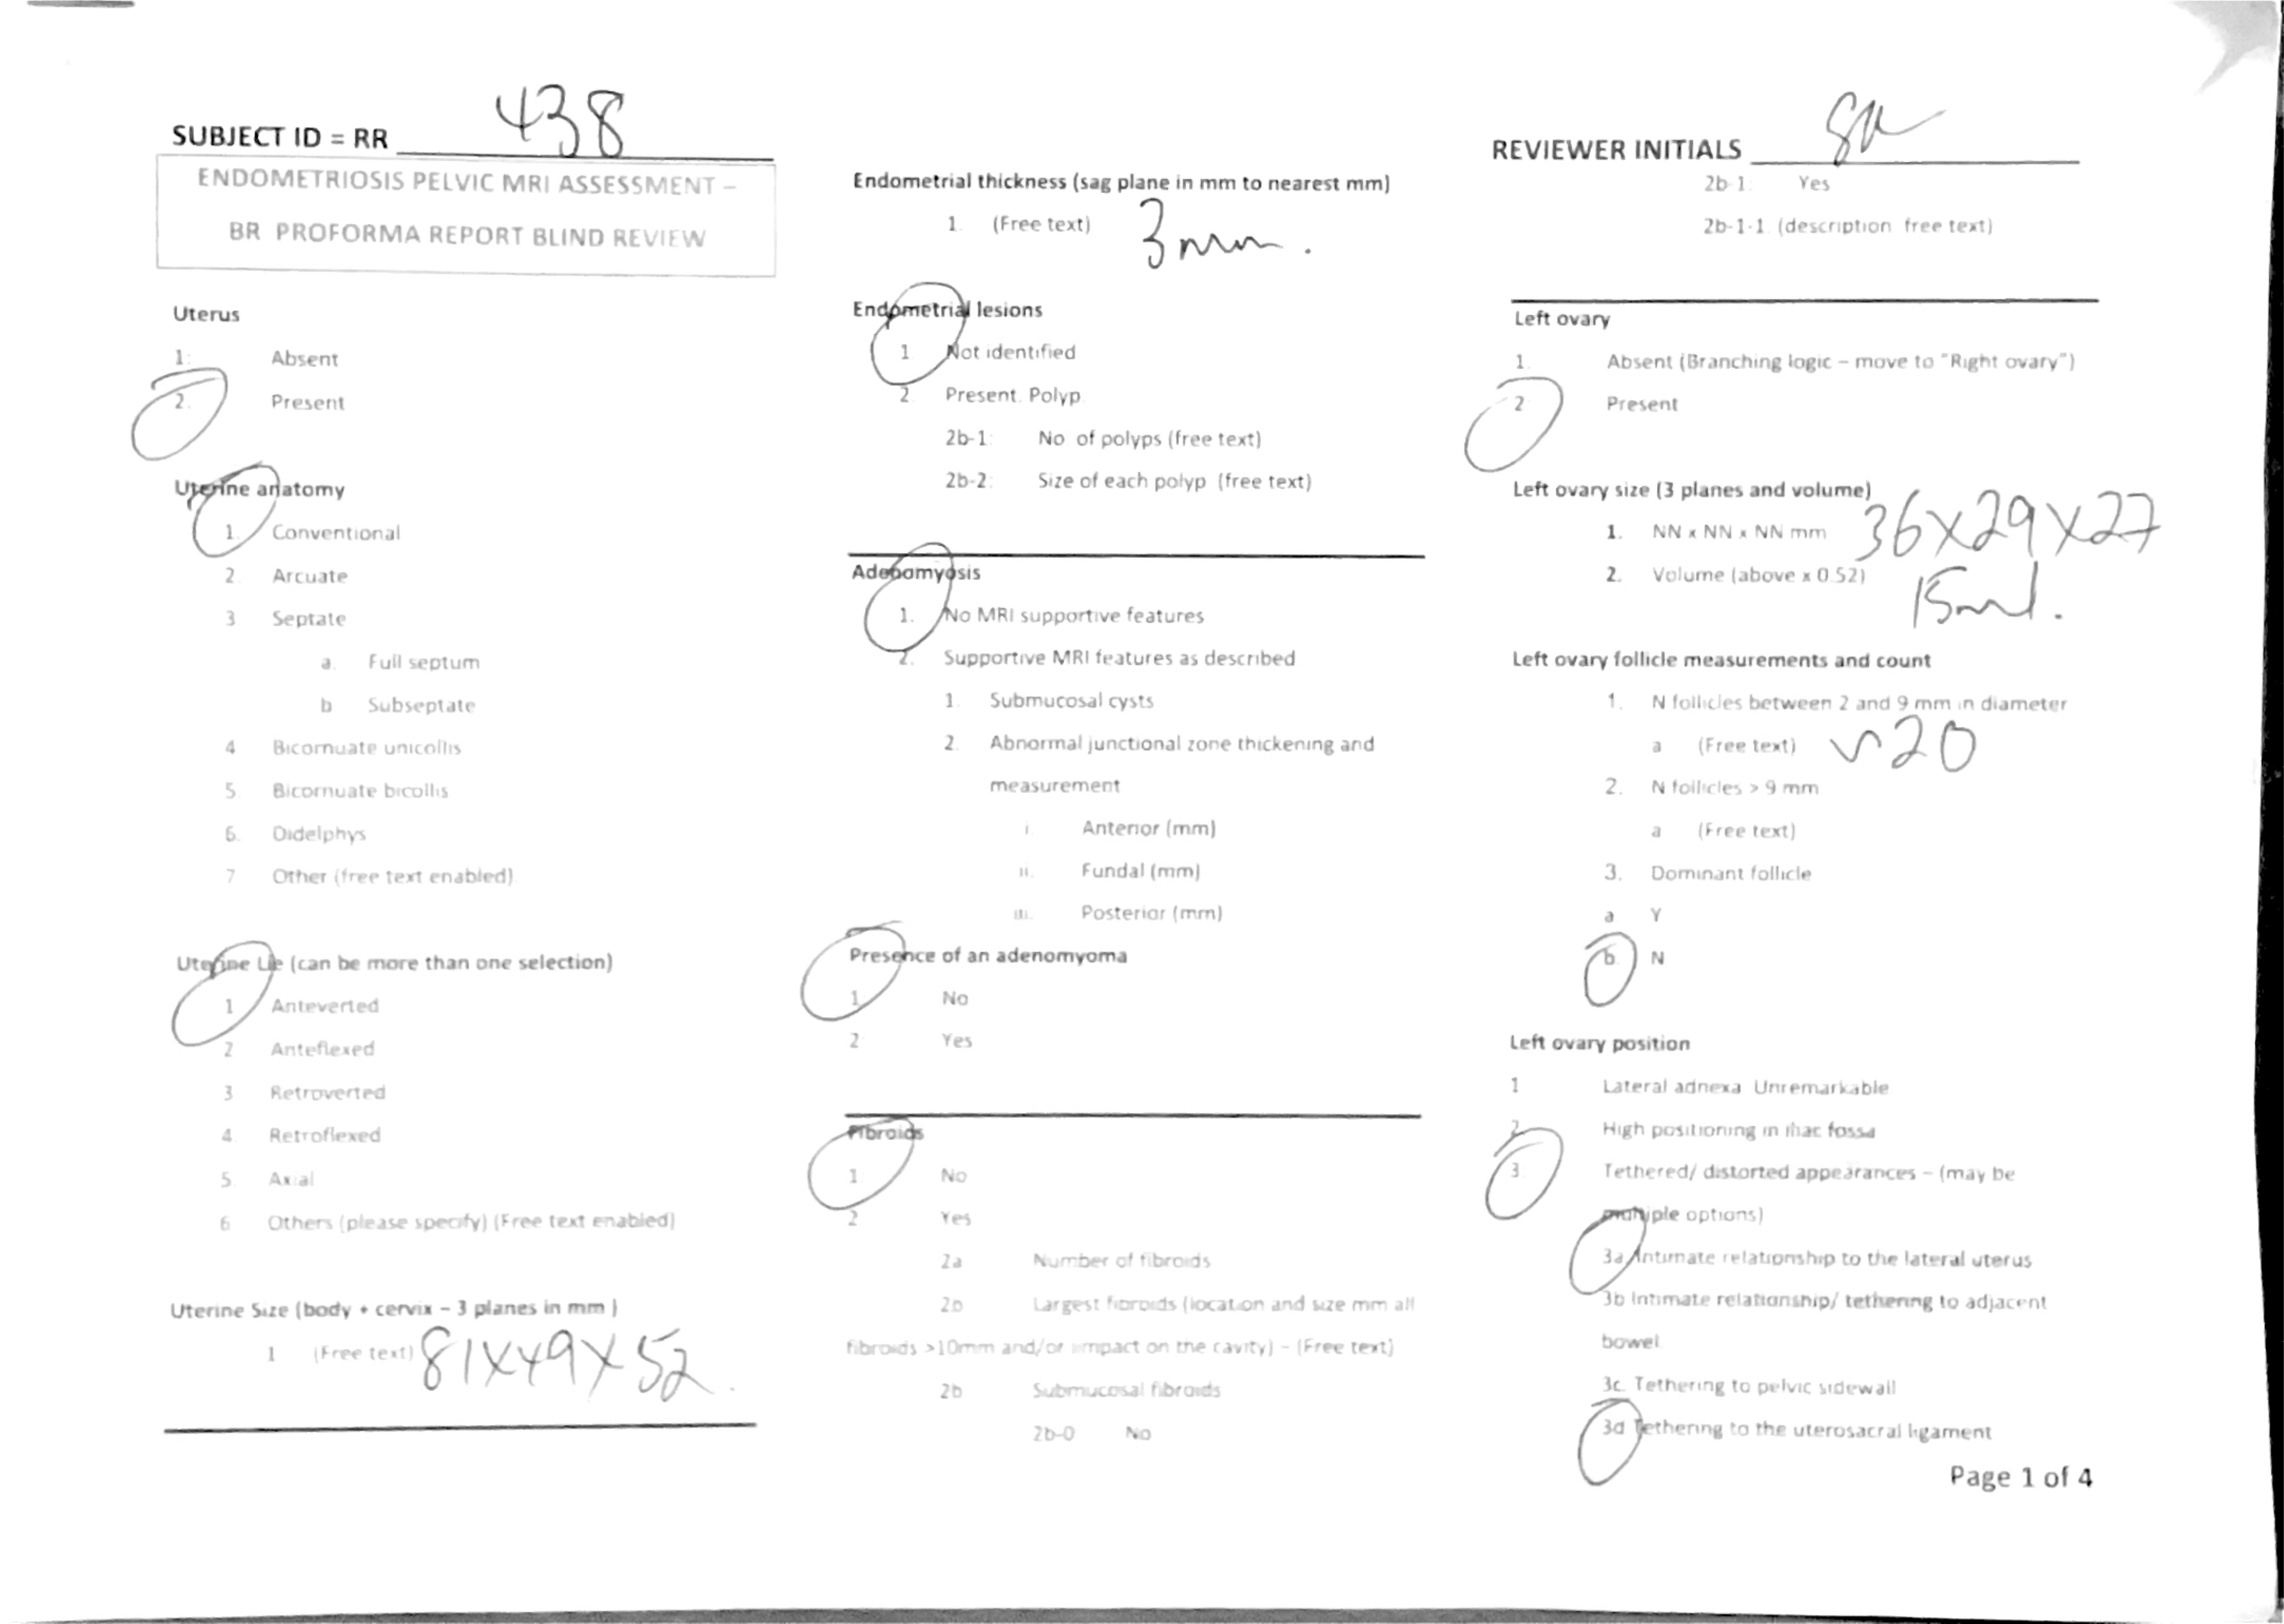 SUBJECT ID = RR 438
ENDOMETRIOSIS PELVIC MRI ASSESSMENT –
BR PROFORMA REPORT BLIND REVIEW
Uterus
1: Absent
2. Present
Uterine anatomy
1. Conventional
2. Arcuate
3 Septate
a. Full septum
b Subseptate
4 Bicornuate unicollis
5 Bicornuate bicollis
6. Didelphys
7 Other (free text enabled)
Uterine Lie (can be more than one selection)
1 Anteverted
2 Anteflexed
3 Retroverted
4 Retroflexed
5 Axial
6 Others (please specify) (Free text enabled)
Uterine Size (body + cervix – 3 planes in mm )
1 (Free text) 81x49x52.
Endometrial thickness (sag plane in mm to nearest mm)
1. (Free text) 3mm.
Endometrial lesions
1 Not identified
2. Present. Polyp
2b-1: No of polyps (free text)
2b-2: Size of each polyp (free text)
Adenomyosis
1. No MRI supportive features
2. Supportive MRI features as described
1. Submucosal cysts
2. Abnormal junctional zone thickening and
measurement
i. Anterior (mm)
ii. Fundal (mm)
iii. Posterior (mm)
Presence of an adenomyoma
1 No
2 Yes
Fibroids
1 No
2 Yes
2a Number of fibroids
2b Largest fibroids (location and size mm all
fibroids >10mm and/or impact on the cavity) – (Free text)
2b Submucosal fibroids
2b-0 No
REVIEWER INITIALS
2b-1: Yes
2b-1-1 (description free text)
Left ovary
1. Absent (Branching logic – move to "Right ovary")
2 Present
Left ovary size (3 planes and volume)
1. NN x NN x NN mm 36x29x27
2. Volume (above x 0.52) 15ml.
Left ovary follicle measurements and count
1. N follicles between 2 and 9 mm in diameter
a (Free text) ~20
2. N follicles > 9 mm
a (Free text)
3. Dominant follicle
a Y
b N
Left ovary position
1 Lateral adnexa Unremarkable
2 High positioning in iliac fossa
3 Tethered/ distorted appearances – (may be
multiple options)
3a Intimate relationship to the lateral uterus
3b Intimate relationship/ tethering to adjacent
bowel
3c. Tethering to pelvic sidewall
3d Tethering to the uterosacral ligament
Page 1 of 4